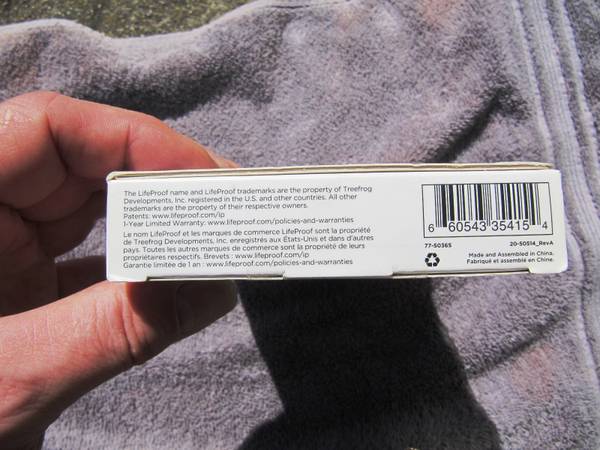 The LifeProof name and LifeProof trademarks are the property of Treefrog
Developments, Inc. registered in the U.S. and other countries. All other
trademarks are the property of their respective owners.
Patents: www.lifeproof.com/ip
1-Year Limited Warranty: www.lifeproof.com/policies-and-warranties
Le nom LifeProof et les marques de commerce LifeProof sont la propriété
de Treefrog Developments, Inc. enregistrés aux États-Unis et dans d'autres
pays. Toutes les autres marques de commerce sont la propriété de leurs
propriétaires respectifs. Brevets : www.lifeproof.com/ip
Garantie limitée de 1 an : www.lifeproof.com/policies-and-warranties
6 60543 35415 4
77-50365 20-50514_RevA
Made and Assembled in China.
Fabriqué et assemblé en Chine.